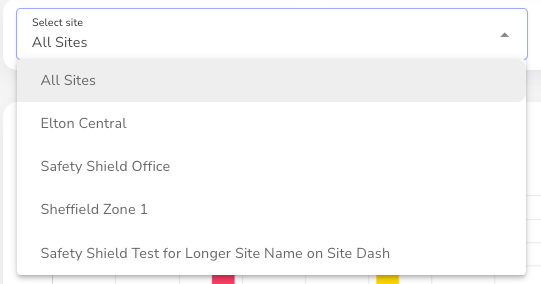 Select site
All Sites
All Sites
Elton Central
Safety Shield Office
Sheffield Zone 1
Safety Shield Test for Longer Site Name on Site Dash